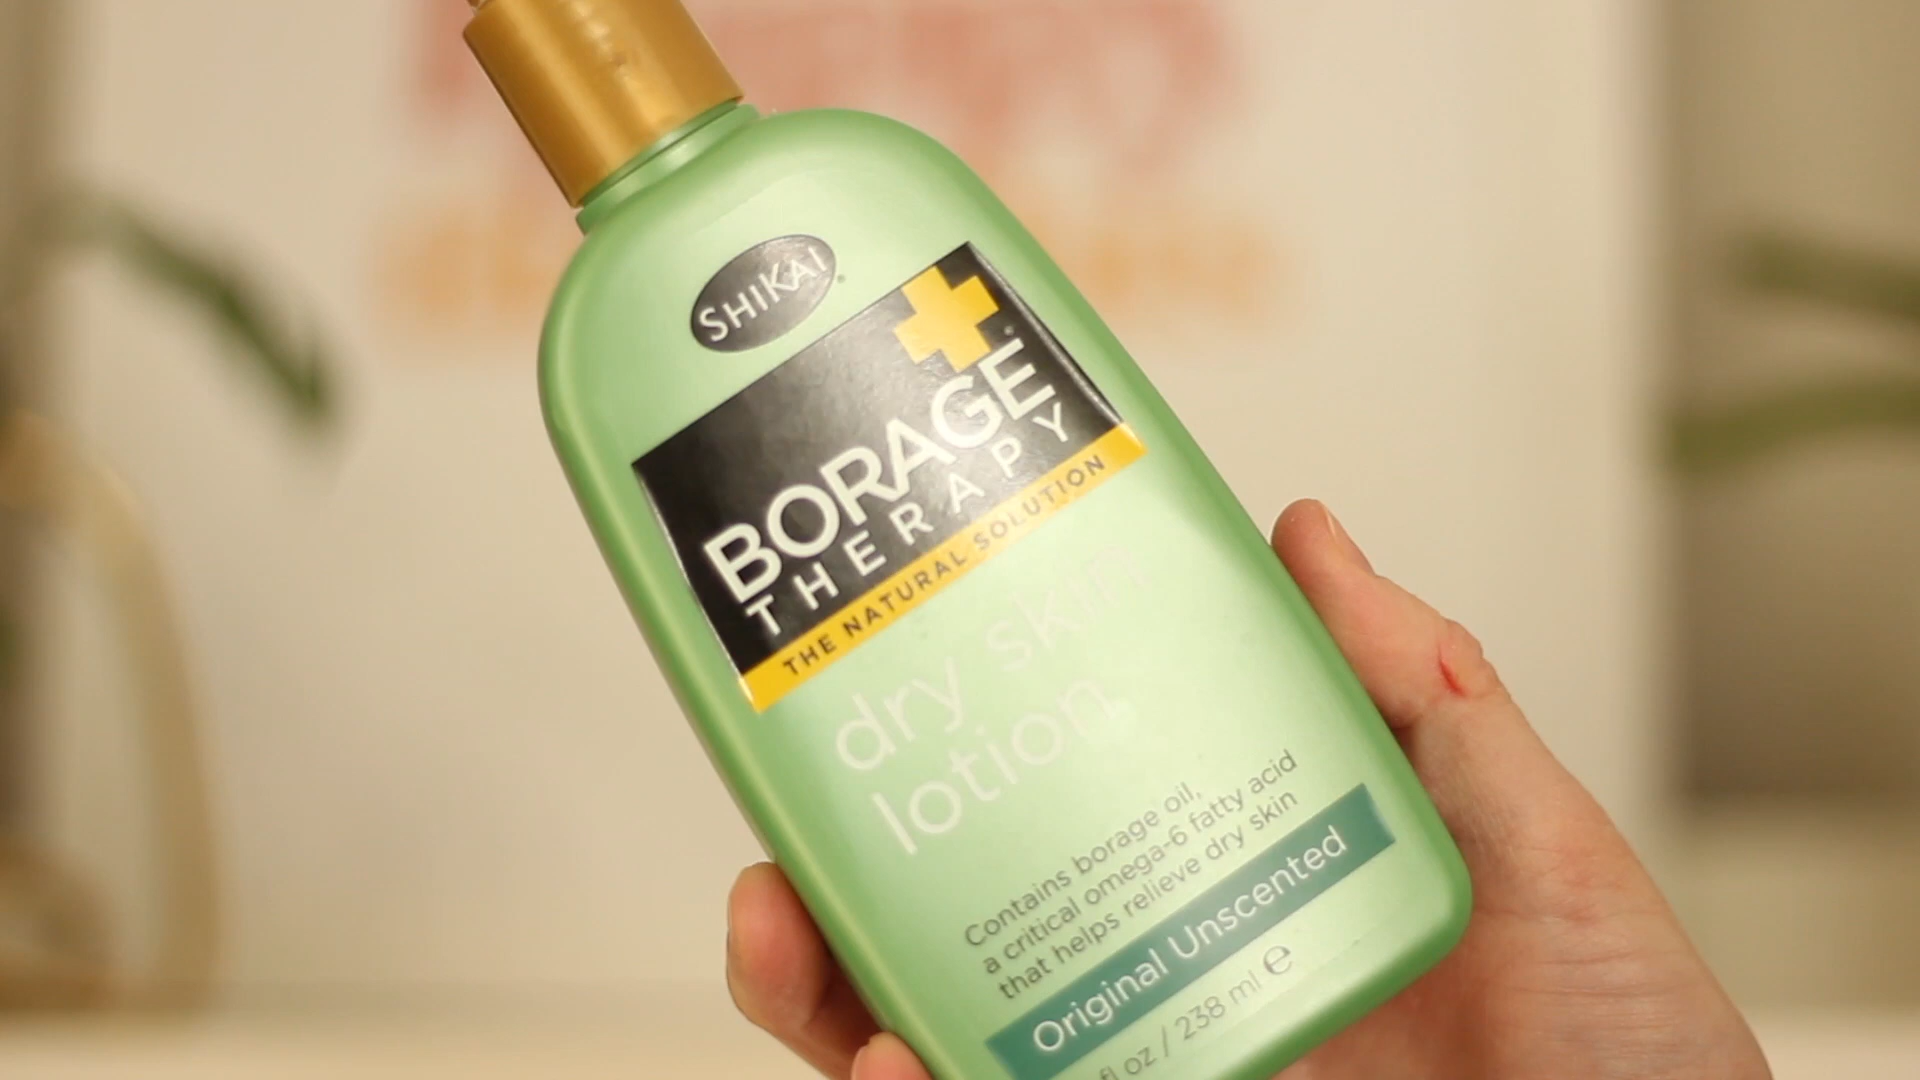 SHIKAI
BORAGE
THERAPY
THE NATURAL SOLUTION
dry skin
lotion
Contains borage oil,
a critical omega-6 fatty acid
that helps relieve dry skin
Original Unscented
fl oz / 238 ml ℮